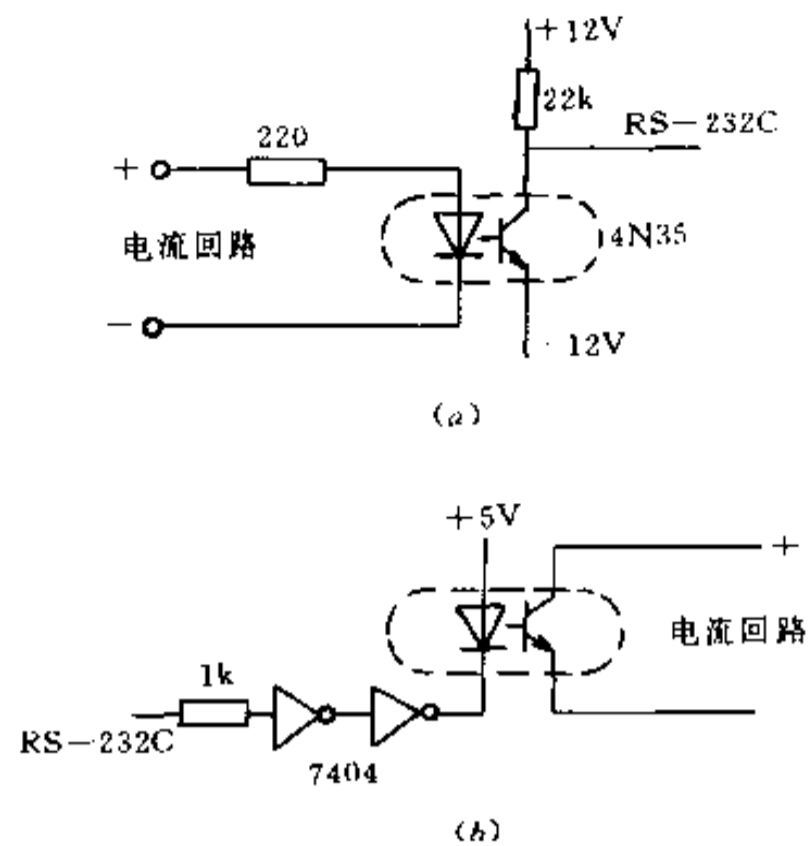 +12V
22k
RS-232C
220
+
电流回路
4N35
-
12V
(a)
+5V
+
电流回路
1k
RS-232C
7404
(b)